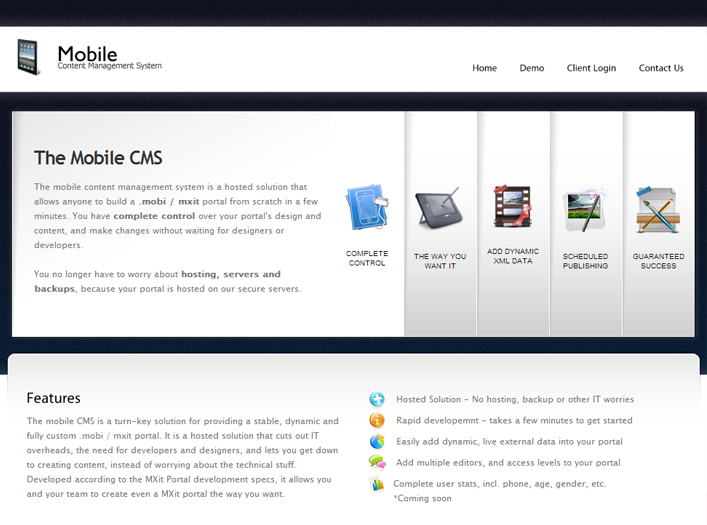 Mobile
Content Management System
Home
Demo
Client Login
Contact Us
The Mobile CMS
The mobile content management system is a hosted solution that
allows anyone to build a .mobi / mxit portal from scratch in a few
minutes. You have complete control over your portal's design and
content, and make changes without waiting for designers or
developers.
You no longer have to worry about hosting, servers and
backups, because your portal is hosted on our secure servers.
COMPLETE
CONTROL
THE WAY YOU
WANT IT
ADD DYNAMIC
XML DATA
SCHEDULED
PUBLISHING
GUARANTEED
SUCCESS
Features
The mobile CMS is a turn-key solution for providing a stable, dynamic and
fully custom .mobi / mxit portal. It is a hosted solution that cuts out IT
overheads, the need for developers and designers, and lets you get down
to creating content, instead of worrying about the technical stuff.
Developed according to the MXit Portal development specs, it allows you
and your team to create even a MXit portal the way you want.
Hosted Solution - No hosting, backup or other IT worries
Rapid developemnt - takes a few minutes to get started
Easily add dynamic, live external data into your portal
Add multiple editors, and access levels to your portal
Complete user stats, incl. phone, age, gender, etc.
*Coming soon